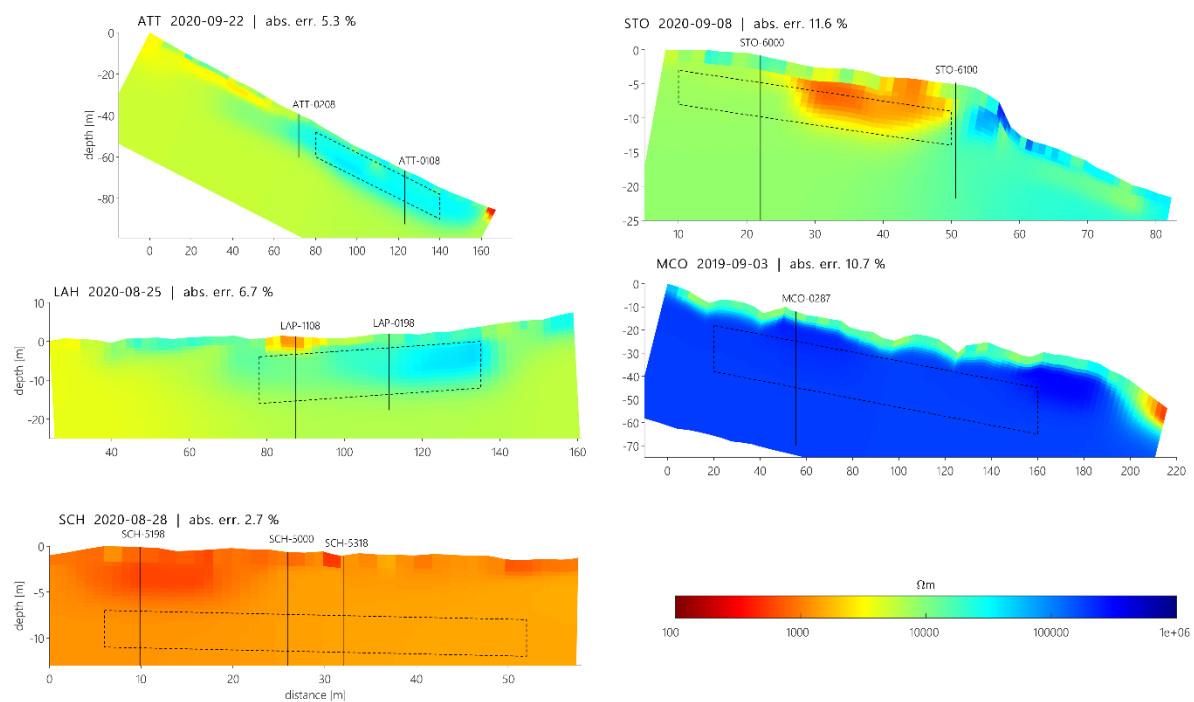 ATT 2020-09-22 | abs. err. 5.3 %
0
-20
-40
-60
-80
depth [m]
ATT-0208
ATT-0108
0 20 40 60 80 100 120 140 160
STO 2020-09-08 | abs. err. 11.6 %
0
-5
-10
-15
-20
-25
STO-6000
STO-6100
10 20 30 40 50 60 70 80
LAH 2020-08-25 | abs. err. 6.7 %
10
0
-10
-20
depth [m]
LAP-1108
LAP-0198
40 60 80 100 120 140 160
MCO 2019-09-03 | abs. err. 10.7 %
0
-10
-20
-30
-40
-50
-60
-70
MCO-0287
0 20 40 60 80 100 120 140 160 180 200 220
SCH 2020-08-28 | abs. err. 2.7 %
0
-5
-10
depth [m]
SCH-5198
SCH-5000
SCH-5318
0 10 20 30 40 50
distance [m]
Ωm
100 1000 10000 100000 1e+06